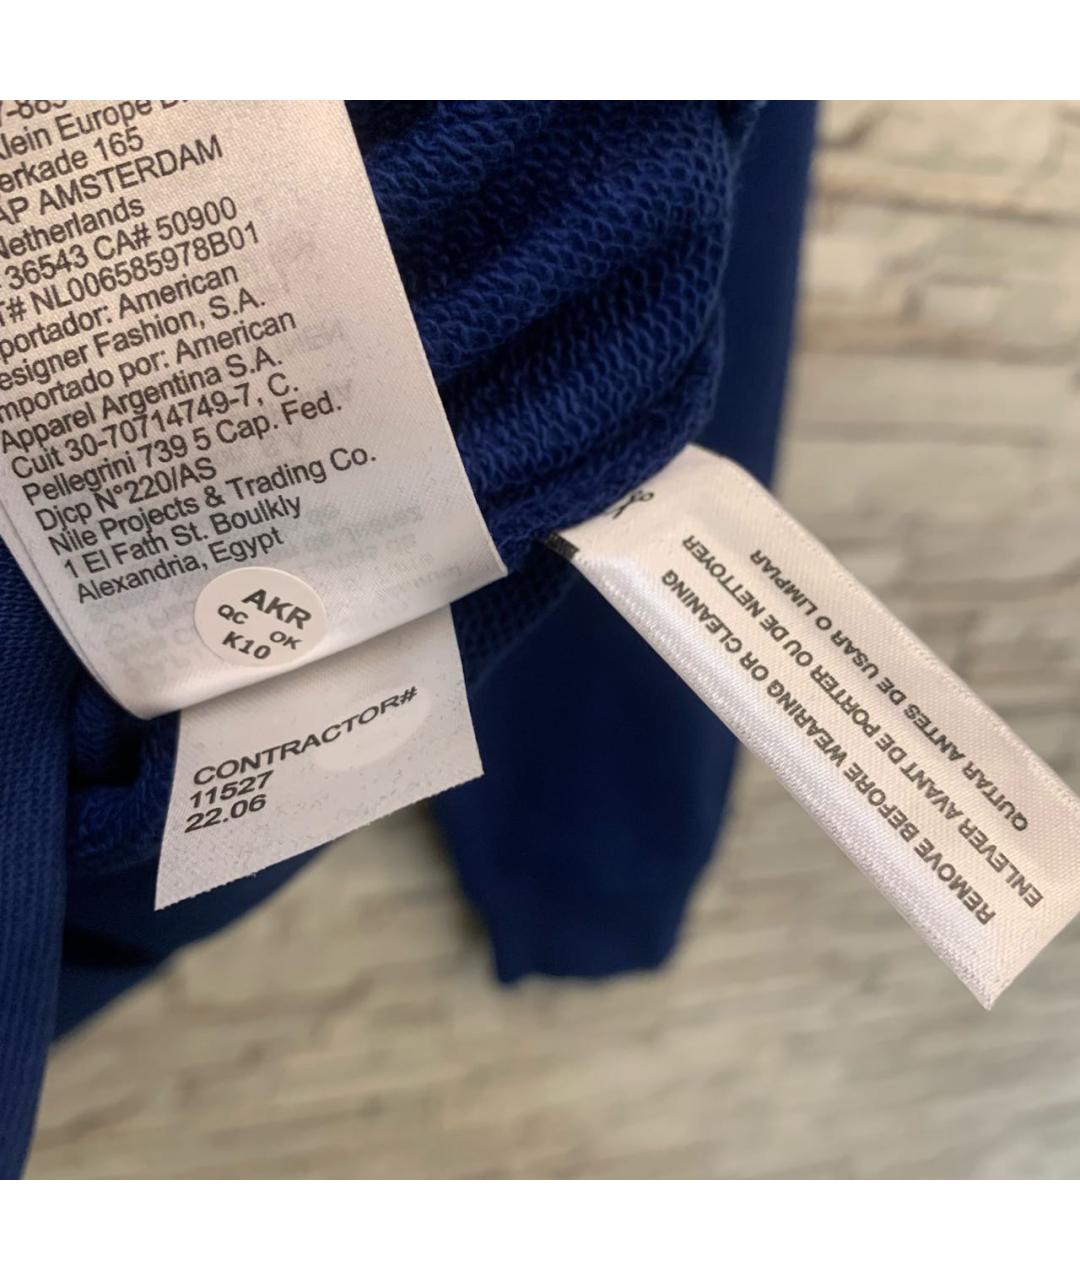 Klein Europe B.
erkade 165
AP AMSTERDAM
Netherlands
36543 CA# 50900
T# NL006585978B01
portador: American
esigner Fashion, S.A.
mportado por: American
Apparel Argentina S.A.
Cuit 30-70714749-7, C.
Pellegrini 739 5 Cap. Fed.
Djcp N°220/AS
Nile Projects & Trading Co.
1 El Fath St. Bouikly
Alexandria, Egypt
AKR
QC OK
K10
CONTRACTOR#
11527
22.06
REMOVE BEFORE WEARING OR CLEANING
ENLEVER AVANT DE PORTER OU DE NETTOYER
QUITAR ANTES DE USAR O LIMPIAR